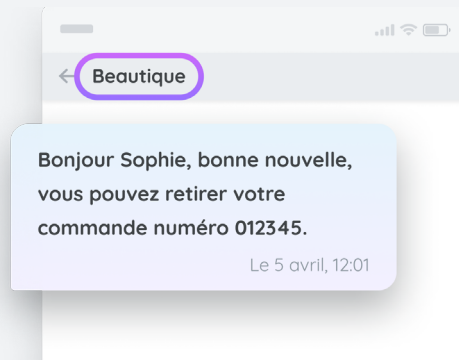 Beautique
Bonjour Sophie, bonne nouvelle,
vous pouvez retirer votre
commande numéro 012345.
Le 5 avril, 12:01